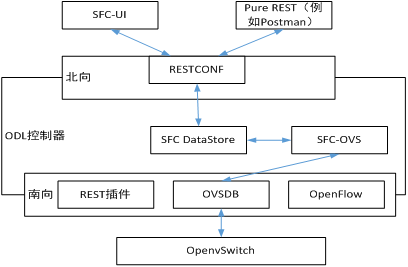 SFC-UI
Pure REST（例
如Postman）
北向
RESTCONF
ODL控制器
SFC DataStore
SFC-OVS
南向
REST插件
OVSDB
OpenFlow
OpenvSwitch